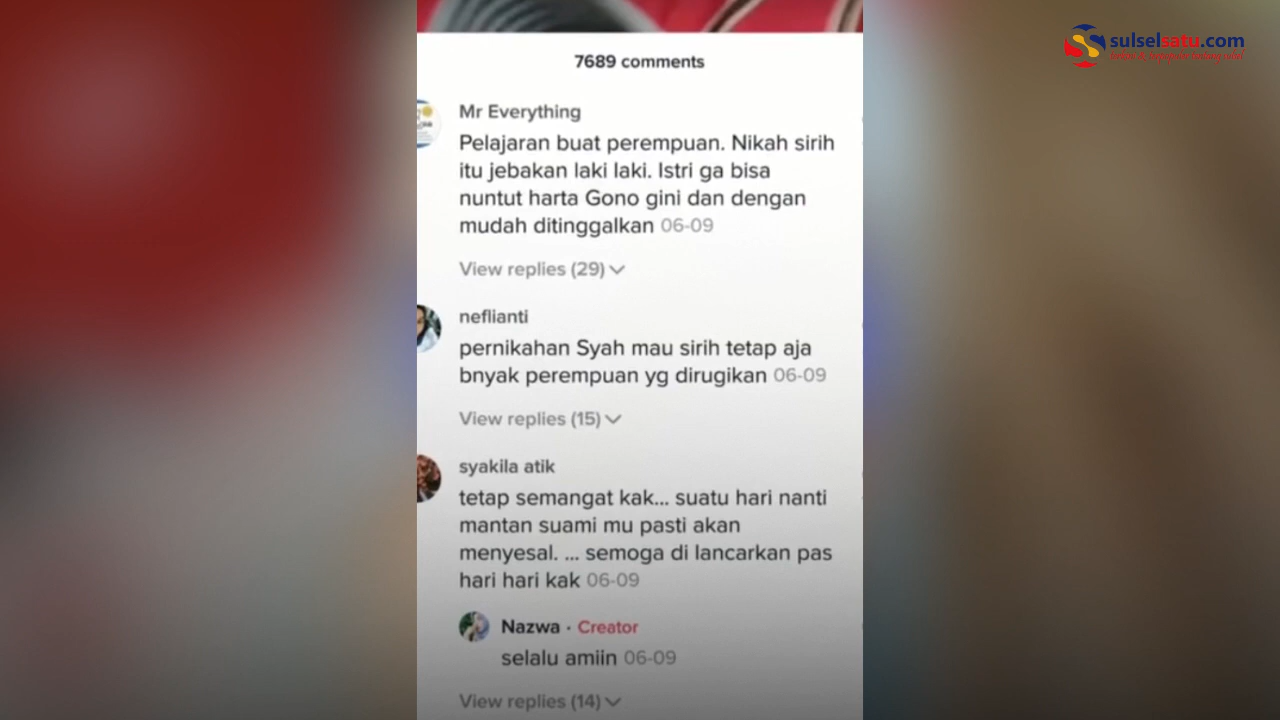 sulselsatu.com
7689 comments
Mr Everything
Pelajaran buat perempuan. Nikah sirih
itu jebakan laki laki. Istri ga bisa
nuntut harta Gono gini dan dengan
mudah ditinggalkan 06-09
View replies (29)
neflianti
pernikahan Syah mau sirih tetap aja
bnyak perempuan yg dirugikan 06-09
View replies (15)
syakila atik
tetap semangat kak... suatu hari nanti
mantan suami mu pasti akan
menyesal. ... semoga di lancarkan pas
hari hari kak 06-09
Nazwa · Creator
selalu amiin 06-09
View replies (14)